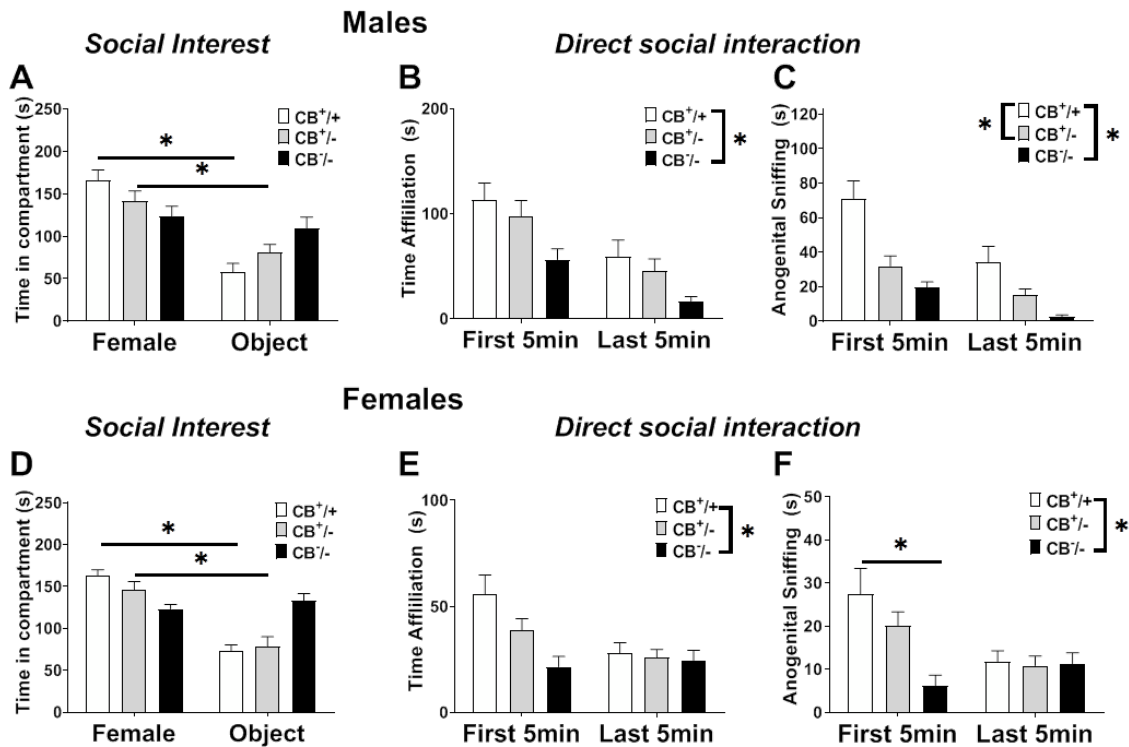 Males
Social Interest
Direct social interaction
A
Time in compartment (s)
250
200
150
100
50
0
*
*
CB+/+
CB+/-
CB-/-
Female Object
B
Time Affliliation (s)
200
100
0
CB+/+
CB+/-
CB-/-
*
First 5min Last 5min
C
Anogenital Sniffing (s)
120
100
80
60
40
20
0
*
CB+/+
CB+/-
CB-/-
*
First 5min Last 5min
Females
Social Interest
Direct social interaction
D
Time in compartment (s)
250
200
150
100
50
0
*
*
CB+/+
CB+/-
CB-/-
Female Object
E
Time Affliliation (s)
100
50
0
CB+/+
CB+/-
CB-/-
*
First 5min Last 5min
F
Anogenital Sniffing (s)
50
40
30
20
10
0
*
CB+/+
CB+/-
CB-/-
*
First 5min Last 5min